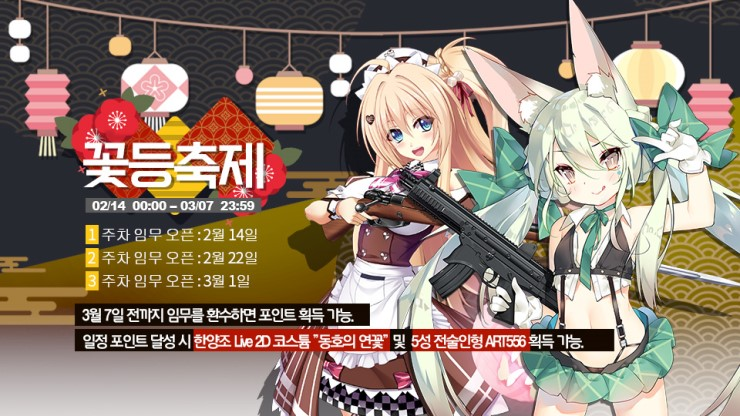 꽃등축제
02/14 00:00 – 03/07 23:59
1 주차 임무 오픈 : 2월 14일
2 주차 임무 오픈 : 2월 22일
3 주차 임무 오픈 : 3월 1일
3월 7일 전까지 임무를 완수하면 포인트 획득 가능.
일정 포인트 달성 시 한양조 Live 2D 코스튬 "동호의 연꽃" 및 5성 전술인형 ART556 획득 가능.